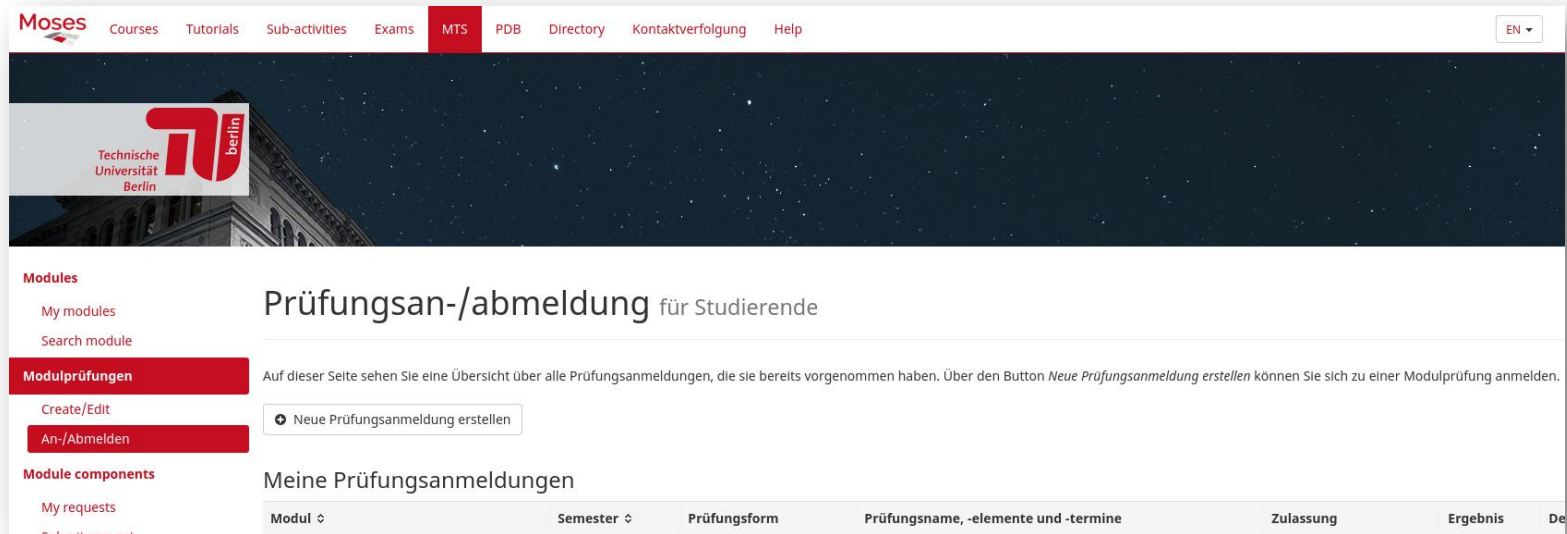 Moses Courses Tutorials Sub-activities Exams MTS PDB Directory Kontaktverfolgung Help EN
Technische
Universität
Berlin
berlin
Modules
My modules
Search module
Modulprüfungen
Create/Edit
An-/Abmelden
Module components
My requests
Prüfungsan-/abmeldung für Studierende
Auf dieser Seite sehen Sie eine Übersicht über alle Prüfungsanmeldungen, die sie bereits vorgenommen haben. Über den Button Neue Prüfungsanmeldung erstellen können Sie sich zu einer Modulprüfung anmelden.
Neue Prüfungsanmeldung erstellen
Meine Prüfungsanmeldungen
Modul Semester Prüfungsform Prüfungsname, -elemente und -termine Zulassung Ergebnis De